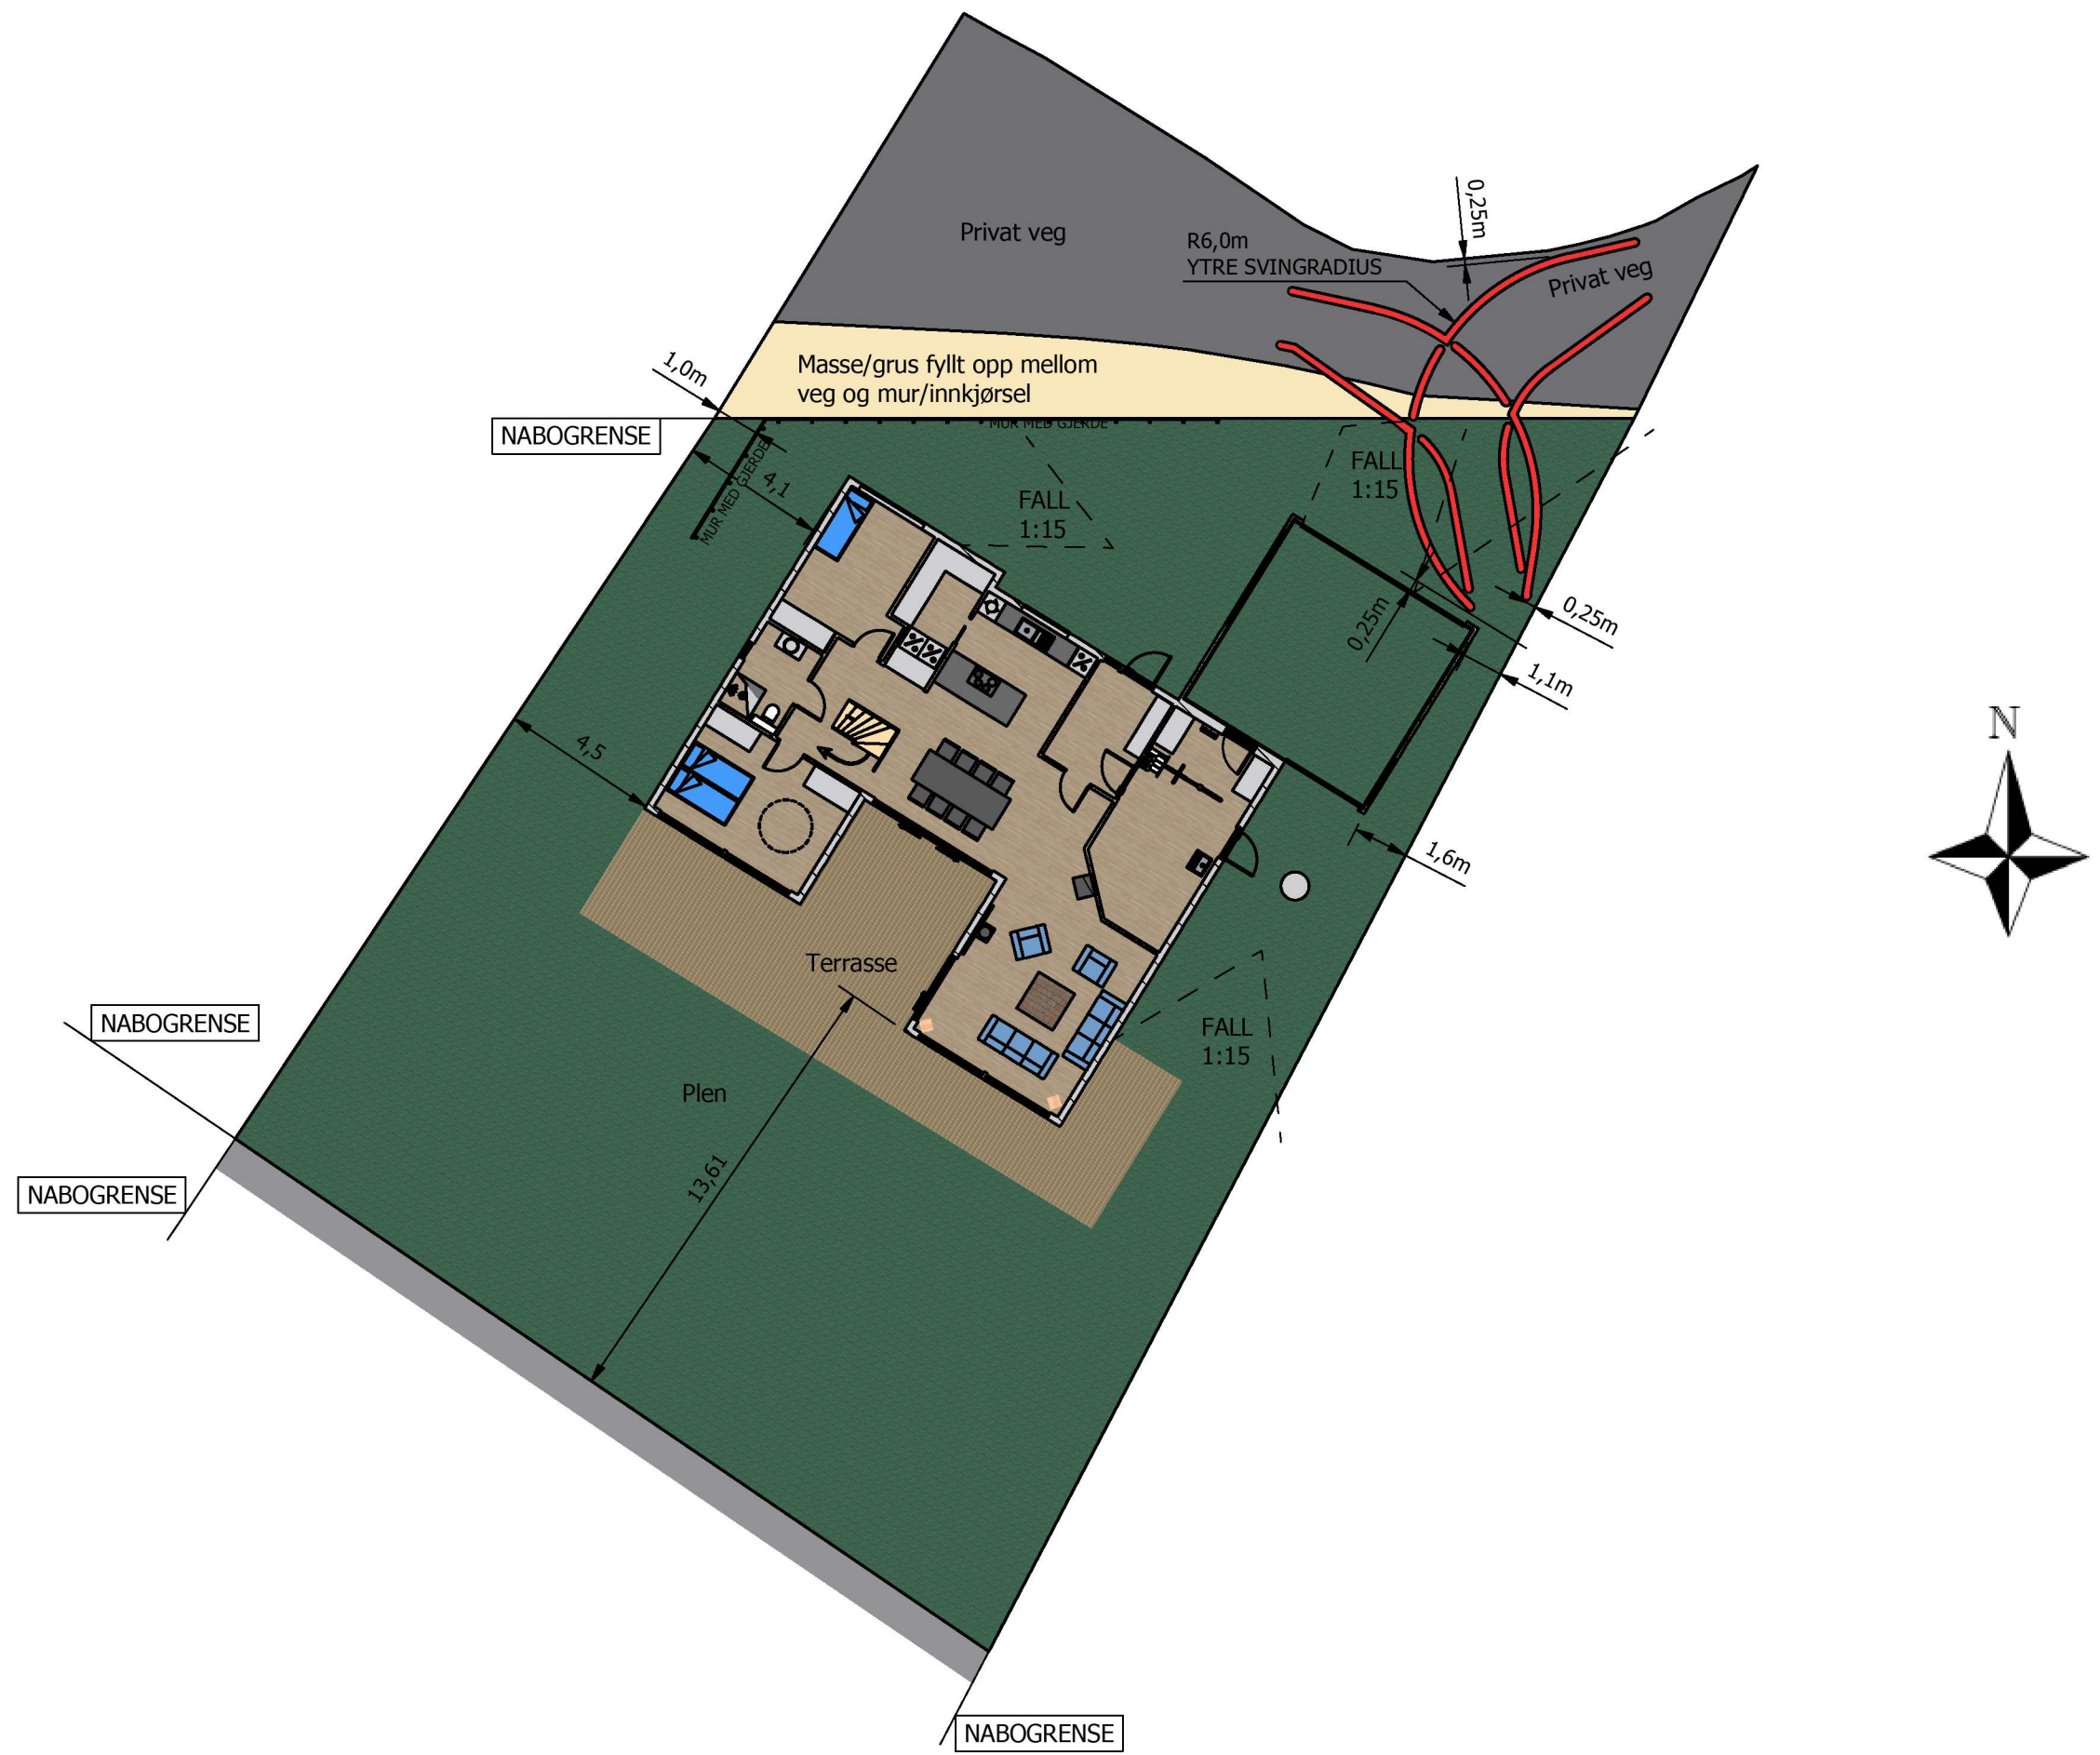 0,25m
Privat veg
R6,0m
YTRE SVINGRADIUS
Privat veg
Masse/grus fyllt opp mellom
veg og mur/innkjørsel
1,0m
NABOGRENSE
MUR MED GJERDE
MUR MED GJERDE
4,1
FALL
1:15
FALL
1:15
0,25m
0,25m
1,1m
N
4,5
1,6m
Terrasse
NABOGRENSE
FALL
1:15
Plen
13,61
NABOGRENSE
NABOGRENSE